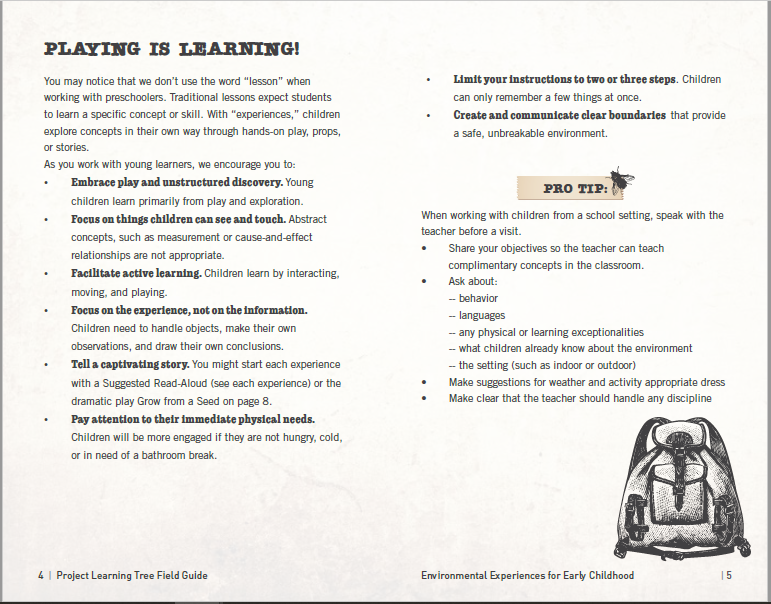 PLAYING IS LEARNING!
You may notice that we don't use the word "lesson" when
working with preschoolers. Traditional lessons expect students
to learn a specific concept or skill. With "experiences," children
explore concepts in their own way through hands-on play, props,
or stories.
As you work with young learners, we encourage you to:
• Embrace play and unstructured discovery. Young
children learn primarily from play and exploration.
• Focus on things children can see and touch. Abstract
concepts, such as measurement or cause-and-effect
relationships are not appropriate.
• Facilitate active learning. Children learn by interacting,
moving, and playing.
• Focus on the experience, not on the information.
Children need to handle objects, make their own
observations, and draw their own conclusions.
• Tell a captivating story. You might start each experience
with a Suggested Read-Aloud (see each experience) or the
dramatic play Grow from a Seed on page 8.
• Pay attention to their immediate physical needs.
Children will be more engaged if they are not hungry, cold,
or in need of a bathroom break.
4 | Project Learning Tree Field Guide
• Limit your instructions to two or three steps. Children
can only remember a few things at once.
• Create and communicate clear boundaries that provide
a safe, unbreakable environment.
PRO TIP:
When working with children from a school setting, speak with the
teacher before a visit.
• Share your objectives so the teacher can teach
complimentary concepts in the classroom.
• Ask about:
-- behavior
-- languages
-- any physical or learning exceptionalities
-- what children already know about the environment
-- the setting (such as indoor or outdoor)
• Make suggestions for weather and activity appropriate dress
• Make clear that the teacher should handle any discipline
Environmental Experiences for Early Childhood | 5